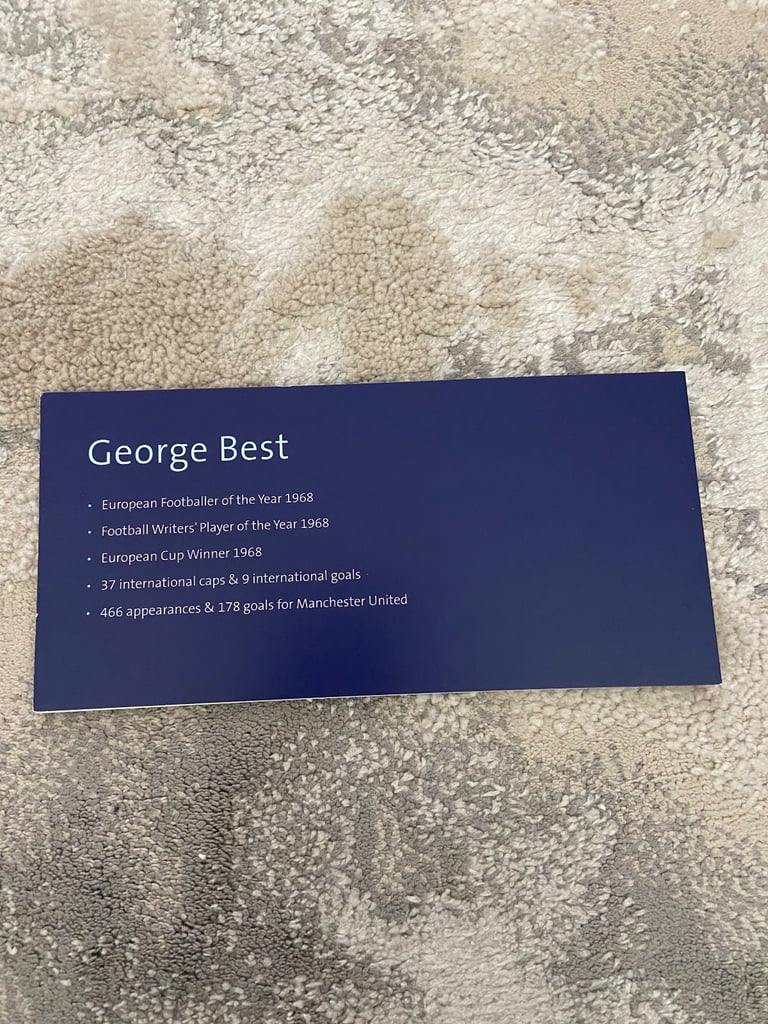 George Best
• European Footballer of the Year 1968
• Football Writers' Player of the Year 1968
• European Cup Winner 1968
• 37 international caps & 9 international goals
• 466 appearances & 178 goals for Manchester United